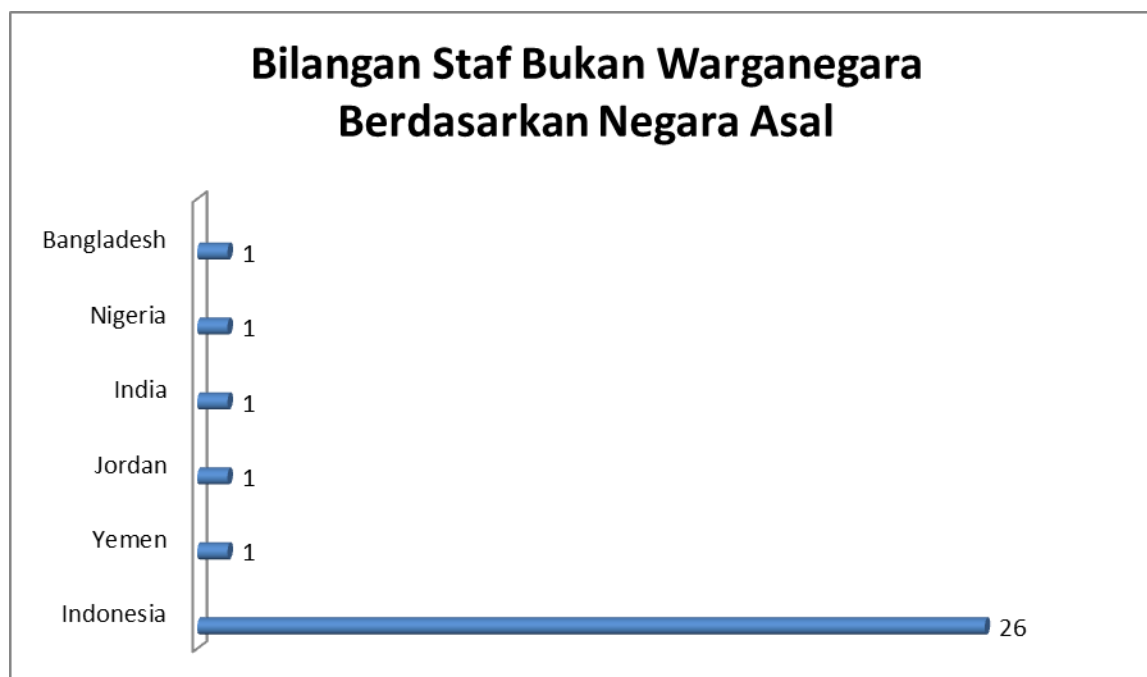 Bilangan Staf Bukan Warganegara
Berdasarkan Negara Asal
Bangladesh 1
Nigeria 1
India 1
Jordan 1
Yemen 1
Indonesia 26